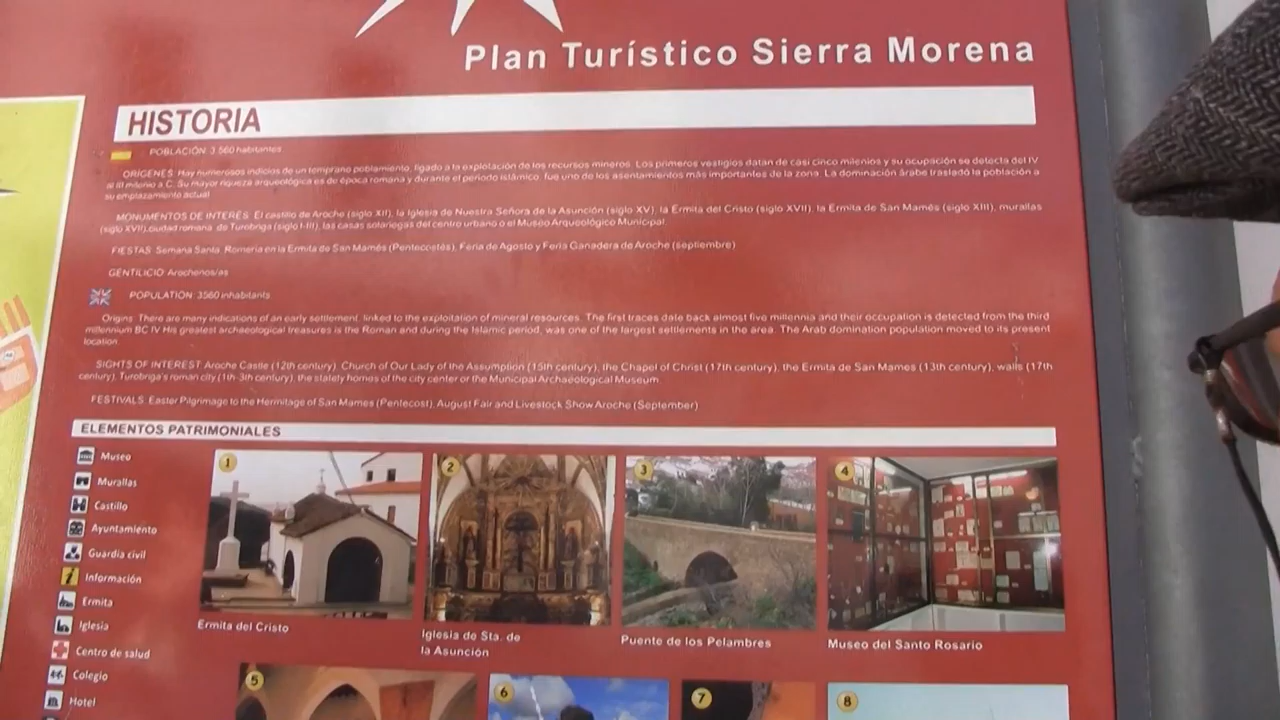 Plan Turístico Sierra Morena
HISTORIA
POBLACIÓN: 3.560 habitantes
ORÍGENES: Hay numerosos indicios de un temprano poblamiento, ligado a la explotación de los recursos mineros. Los primeros vestigios datan de casi cinco milenios y su ocupación se detecta del IV
al III milenio a.C. Su mayor riqueza arqueológica es de época romana y durante el periodo islámico, fue uno de los asentamientos más importantes de la zona. La dominación árabe trasladó la población a
su emplazamiento actual
MONUMENTOS DE INTERÉS: El castillo de Aroche (siglo XII), la Iglesia de Nuestra Señora de la Asunción (siglo XV), la Ermita del Cristo (siglo XVII), la Ermita de San Mamés (siglo XIII), murallas
(siglo XVII), ciudad romana de Turobriga (siglo I-III), las casas solariegas del centro urbano o el Museo Arqueológico Municipal.
FIESTAS: Semana Santa, Romería en la Ermita de San Mamés (Pentecostés), Feria de Agosto y Feria Ganadera de Aroche (septiembre)
GENTILICIO: Arochenos/as
POPULATION: 3560 inhabitants
Origins: There are many indications of an early settlement, linked to the exploitation of mineral resources. The first traces date back almost five millennia and their occupation is detected from the third
millennium BC IV His greatest archaeological treasures is the Roman and during the Islamic period, was one of the largest settlements in the area. The Arab domination population moved to its present
location.
SIGHTS OF INTEREST: Aroche Castle (12th century), Church of Our Lady of the Assumption (15th century), the Chapel of Christ (17th century), the Ermita de San Mames (13th century), walls (17th
century), Turobriga's roman city (1th-3th century), the stately homes of the city center or the Municipal Archaeological Museum.
FESTIVALS: Easter Pilgrimage to the Hermitage of San Mames (Pentecost), August Fair and Livestock Show Aroche (September)
ELEMENTOS PATRIMONIALES
Museo
Murallas
Castillo
Ayuntamiento
Guardia civil
Información
Ermita
Iglesia
Centro de salud
Colegio
Hotel
1
Ermita del Cristo
2
Iglesia de Sta. de
la Asunción
3
Puente de los Pelambres
4
Museo del Santo Rosario
5
6
7
8